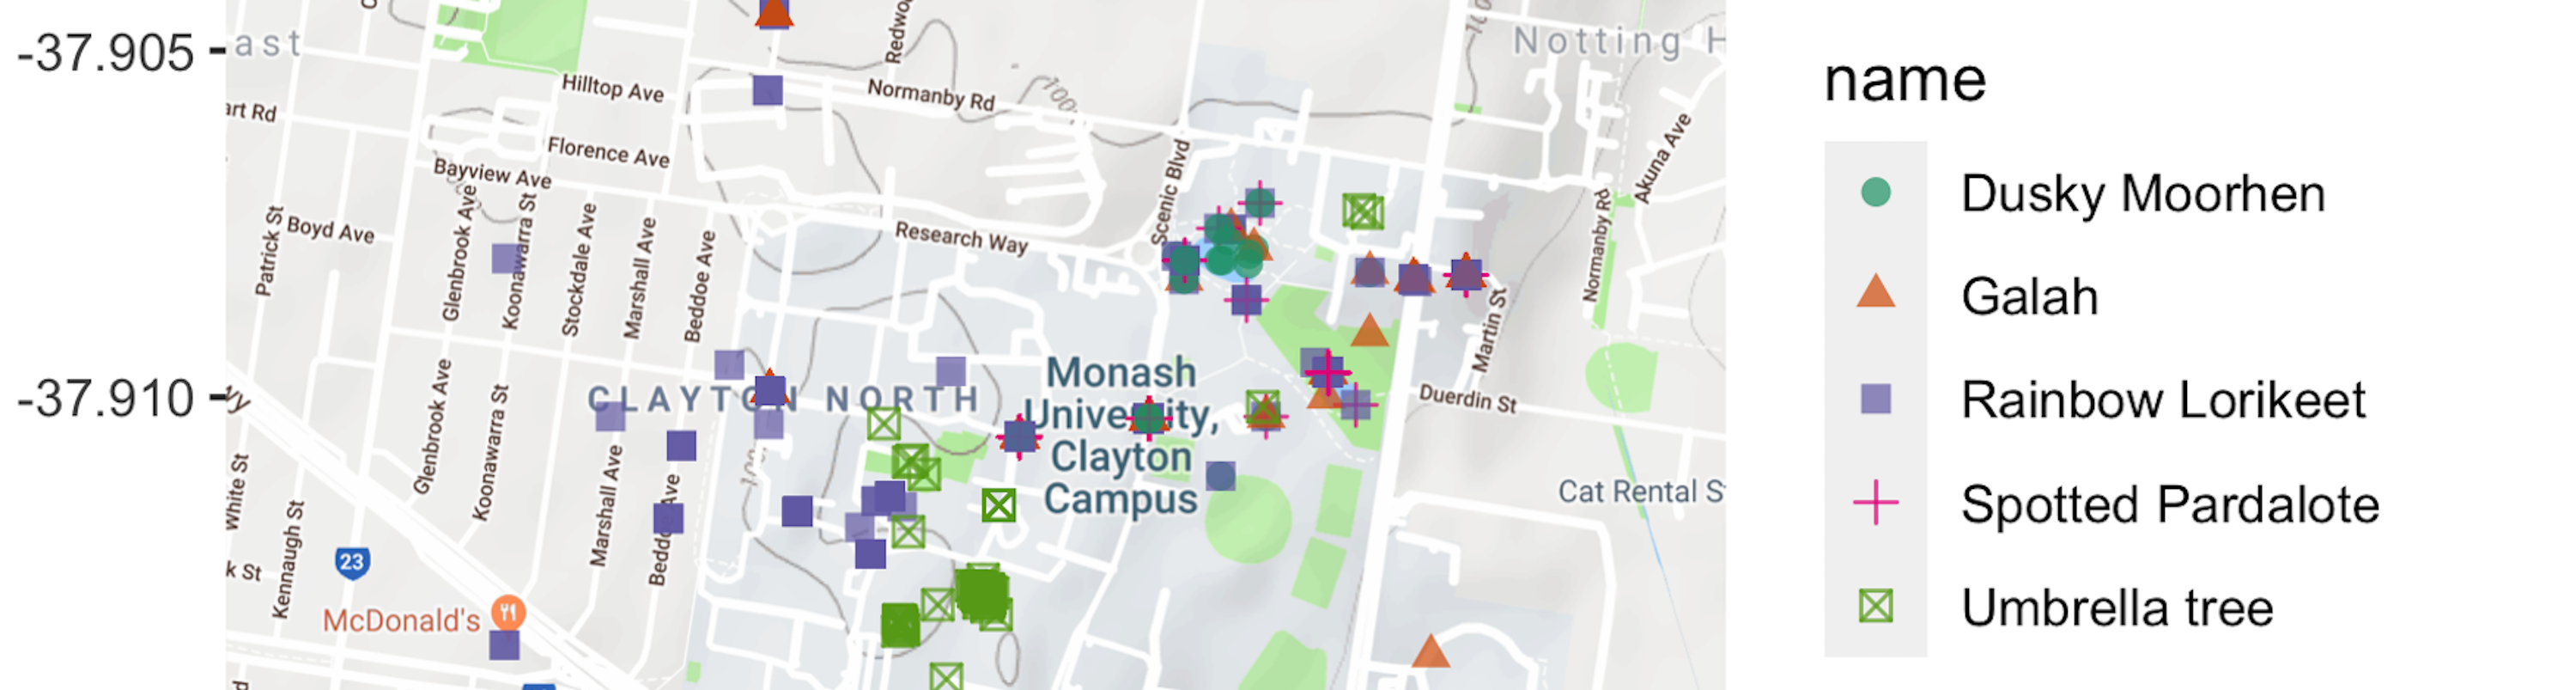 -37.905
ast
Redwo
Notting H
Hilltop Ave
Normanby Rd
100
art Rd
Florence Ave
Bayview Ave
Scenic Blvd
Akuna Ave
Patrick St
Boyd Ave
Glenbrook Ave
Koonawarra St
Stockdale Ave
Marshall Ave
Beddoe Ave
Research Way
Normanby Rd
Martin St
-37.910
CLAYTON NORTH
Monash
University,
Clayton
Campus
Duerdin St
Glenbrook Ave
Koonawarra St
Marshall Ave
Beddoe Ave
100
White St
Kennaugh St
k St
23
McDonald's
Cat Rental S
name
Dusky Moorhen
Galah
Rainbow Lorikeet
Spotted Pardalote
Umbrella tree